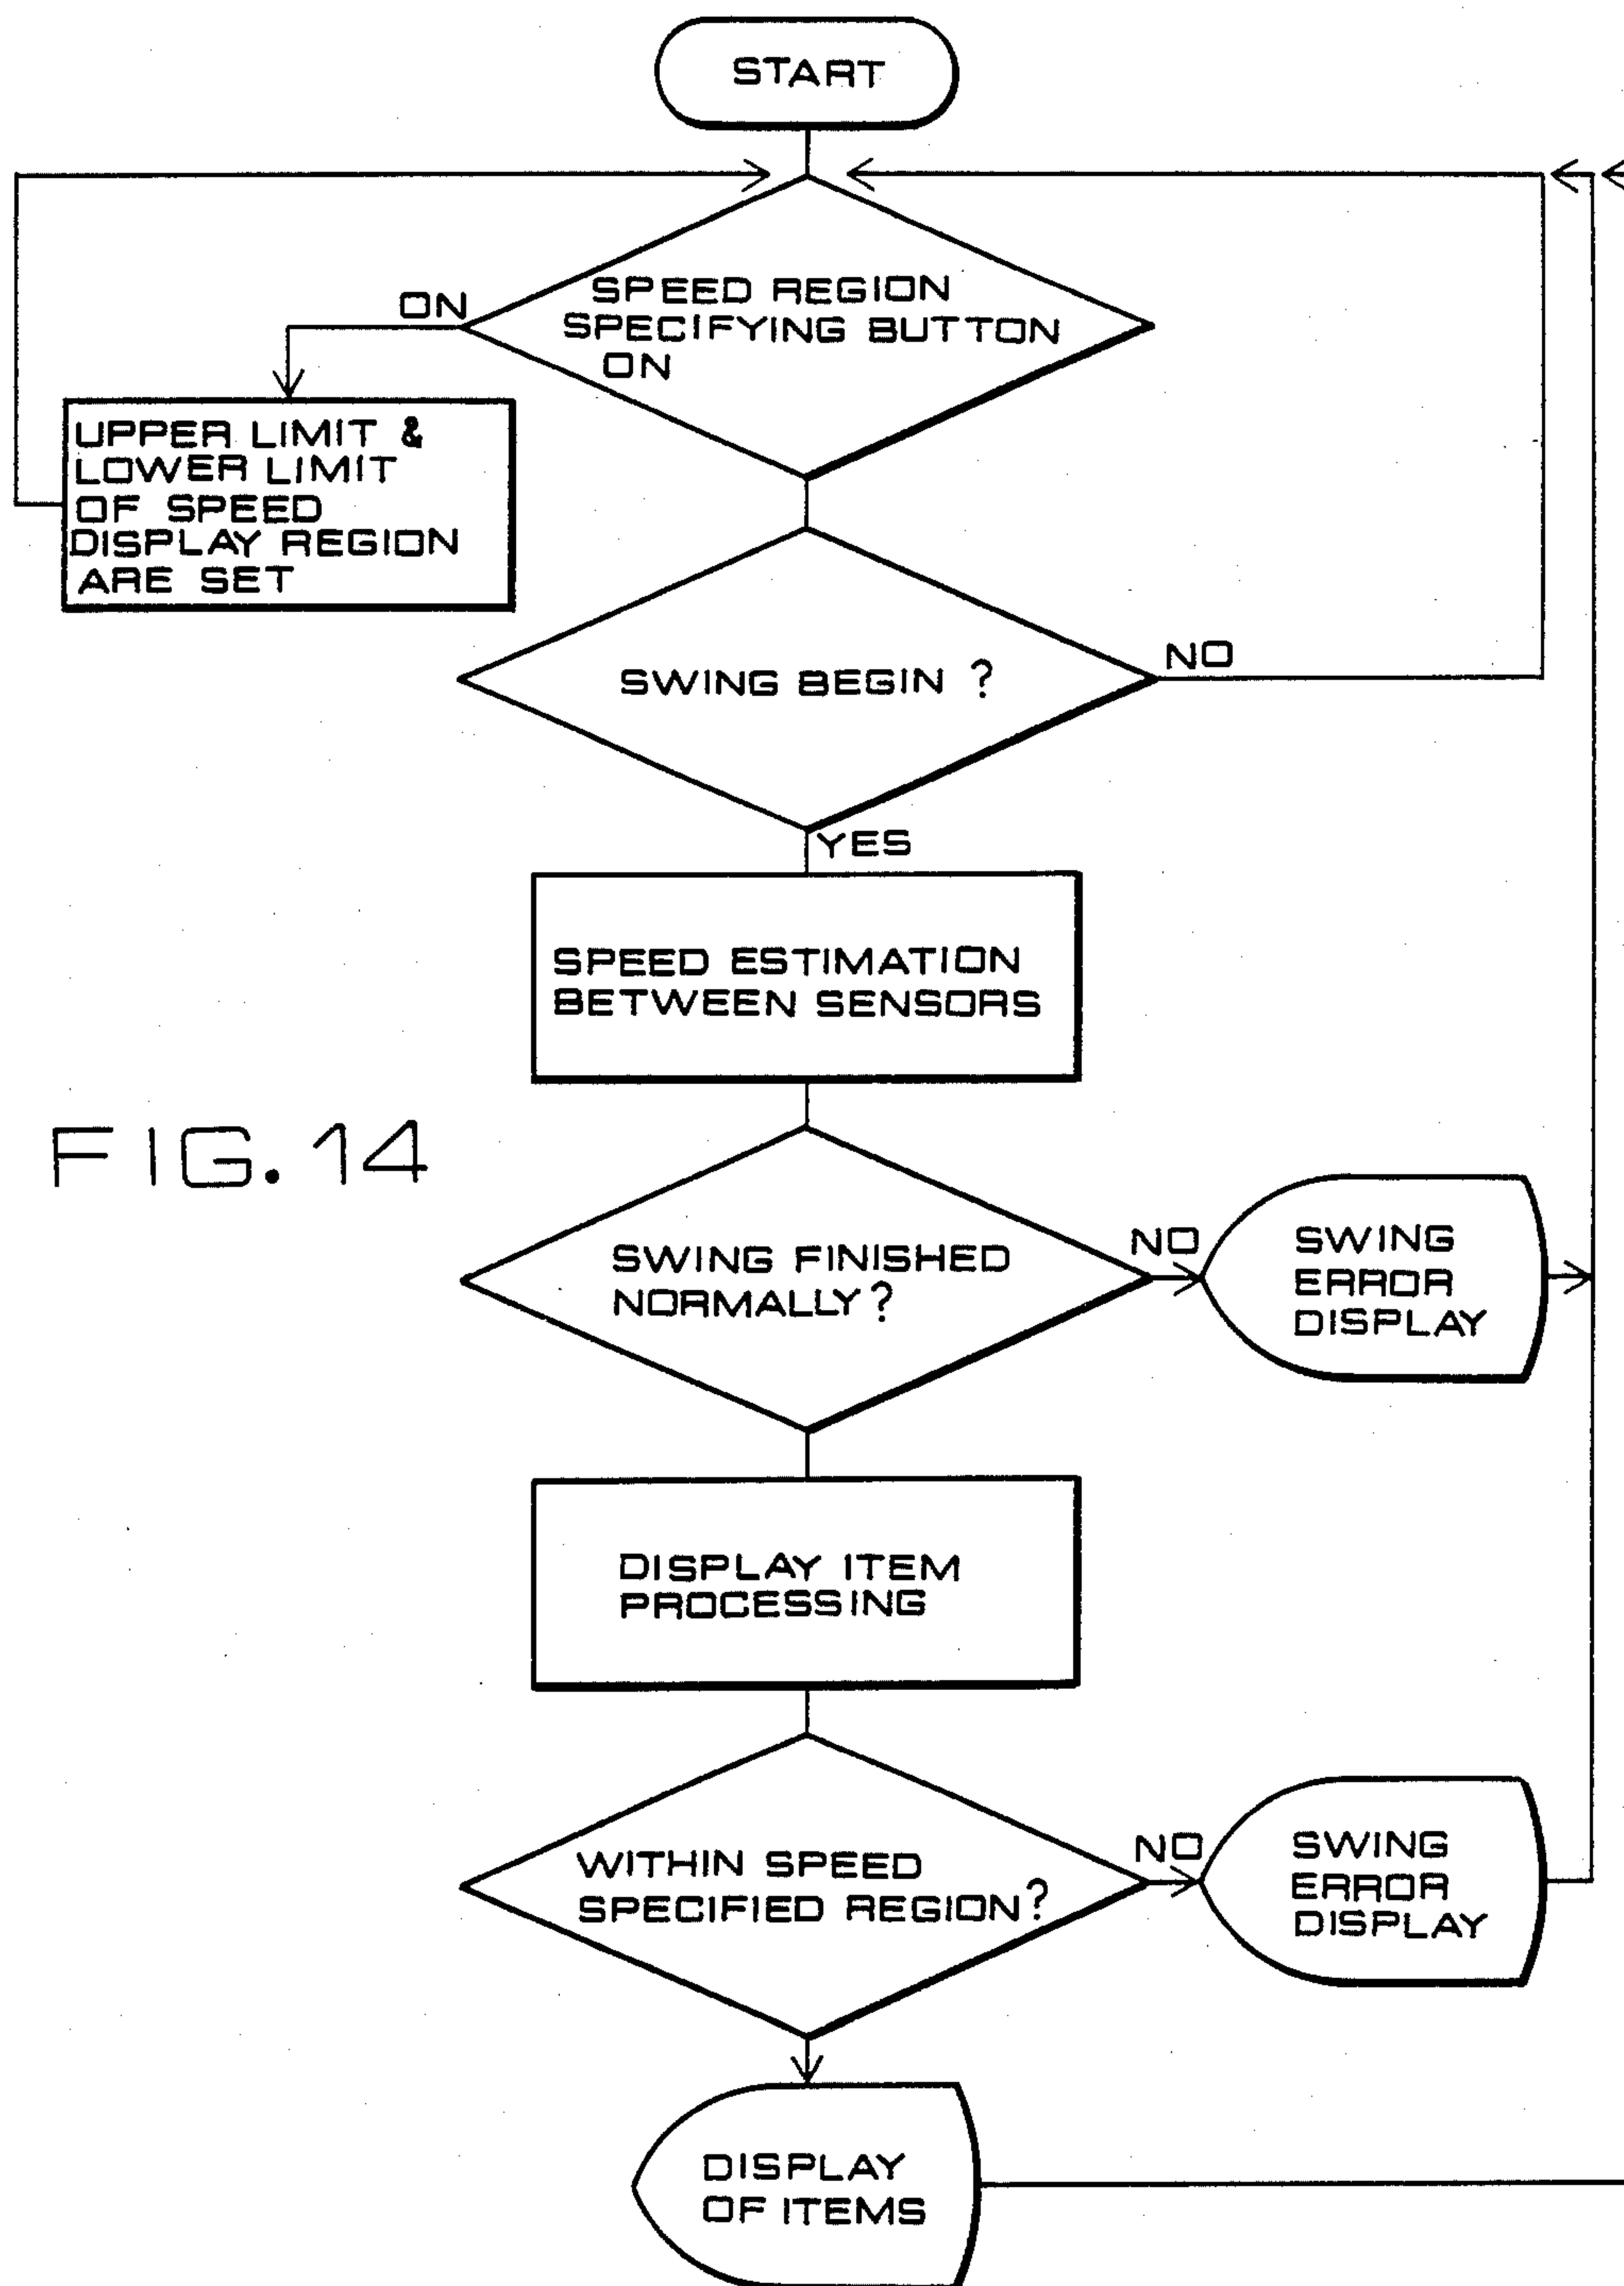 START
ON
SPEED REGION
SPECIFYING BUTTON
ON
UPPER LIMIT &
LOWER LIMIT
OF SPEED
DISPLAY REGION
ARE SET
SWING BEGIN ?
NO
YES
SPEED ESTIMATION
BETWEEN SENSORS
FIG. 14
SWING FINISHED
NORMALLY ?
NO
SWING
ERROR
DISPLAY
DISPLAY ITEM
PROCESSING
WITHIN SPEED
SPECIFIED REGION ?
NO
SWING
ERROR
DISPLAY
DISPLAY
OF ITEMS